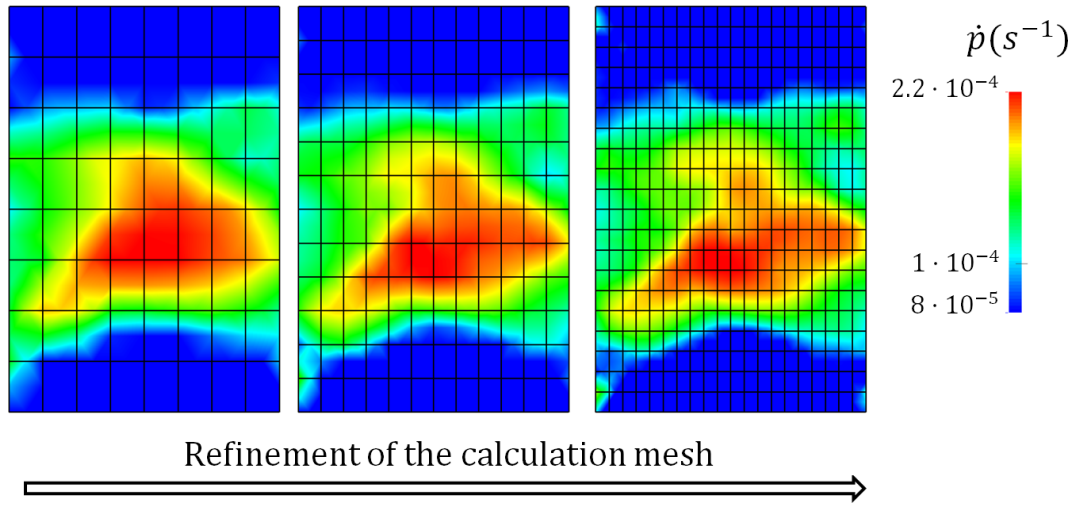 ṗ(s⁻¹)
2.2 · 10⁻⁴
1 · 10⁻⁴
8 · 10⁻⁵
Refinement of the calculation mesh